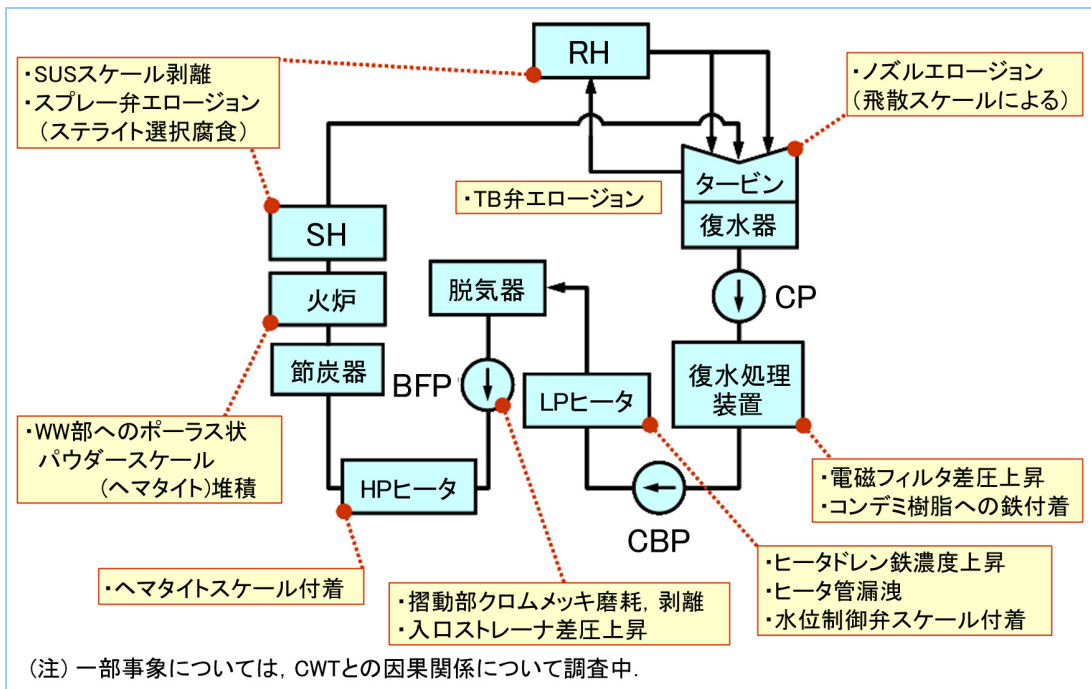 RH
・SUSスケール剥離
・スプレー弁エロージョン
(ステライト選択腐食)
・ノズルエロージョン
(飛散スケールによる)
タービン
・TB弁エロージョン
復水器
SH
脱気器
CP
火炉
節炭器
BFP
LPヒータ
復水処理
装置
・WW部へのポーラス状
パウダースケール
(ヘマタイト)堆積
HPヒータ
CBP
・電磁フィルタ差圧上昇
・コンデミ樹脂への鉄付着
・ヘマタイトスケール付着
・摺動部クロムメッキ磨耗, 剥離
・入口ストレーナ差圧上昇
・ヒータドレン鉄濃度上昇
・ヒータ管漏洩
・水位制御弁スケール付着
(注) 一部事象については, CWTとの因果関係について調査中.